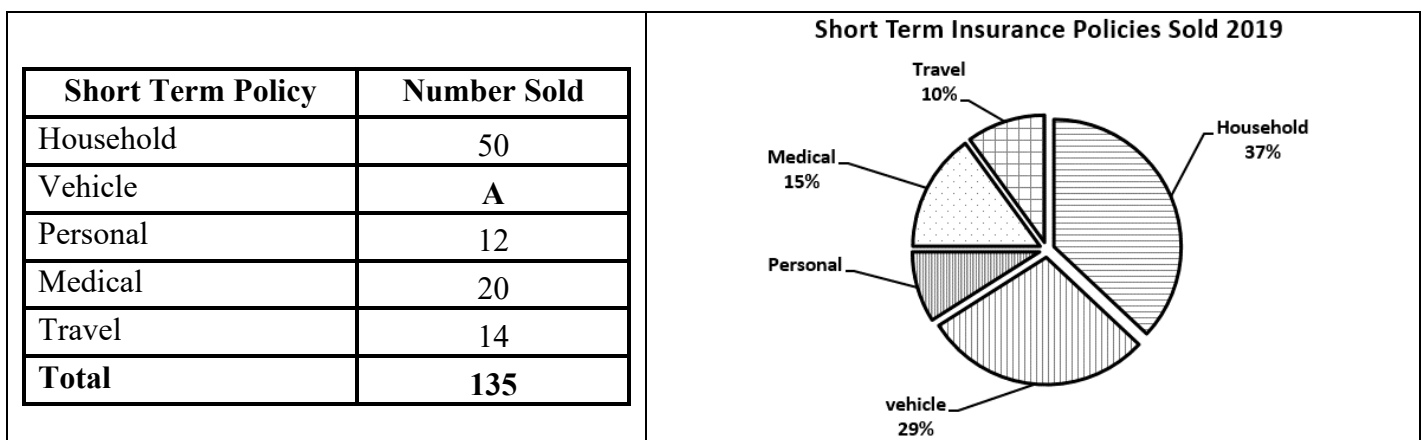 Short Term Policy Number Sold
Household 50
Vehicle A
Personal 12
Medical 20
Travel 14
Total 135
Short Term Insurance Policies Sold 2019
Travel
10%
Household
37%
Medical
15%
Personal
vehicle
29%